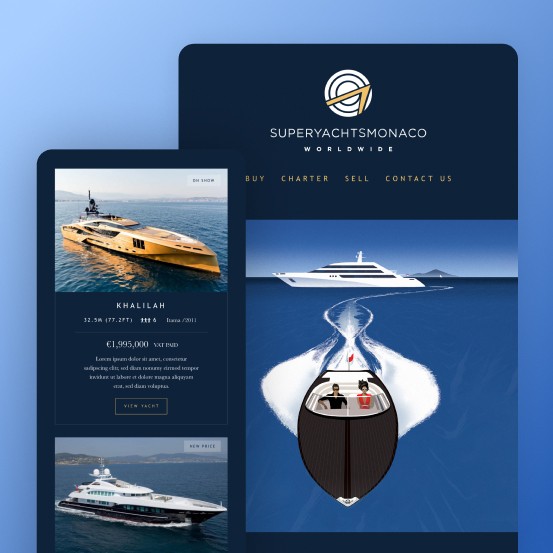 SUPERYACHTSMONACO
WORLDWIDE
BUY CHARTER SELL CONTACT US
ON SHOW
KHALILAH
32.5M (77.2FT) 6 Fiama /2011
€1,995,000 VAT PAID
Lorem ipsum dolor sit amet, consetetur
sadipscing elitr, sed diam nonumy eirmod tempor
invidunt ut labore et dolore magna aliquyam
erat, sed diam voluptua.
VIEW YACHT
NEW PRICE